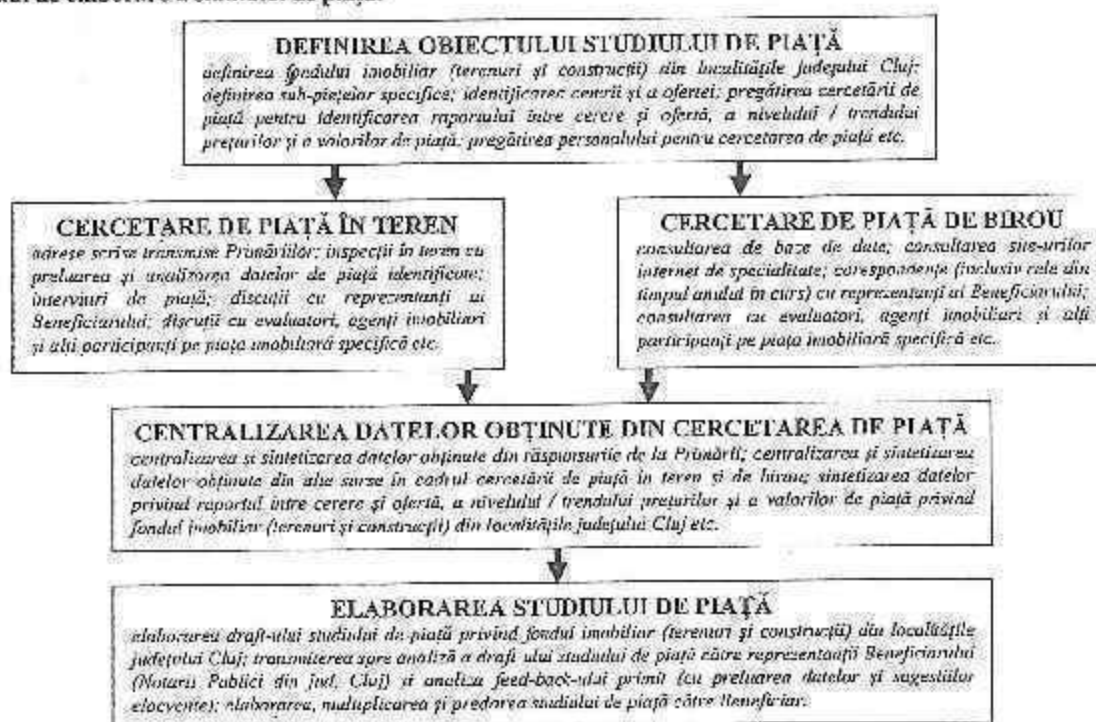 DEFINIREA OBIECTULUI STUDIULUI DE PIAȚĂ
definirea fondului imobiliar (terenuri și construcții) din localitățile județului Cluj;
definirea sub-piețelor specifice; identificarea cererii și a ofertei; pregătirea cercetării de
piață pentru identificarea raportului între cerere și ofertă, a nivelului / trendului
prețurilor și a valorilor de piață; pregătirea personalului pentru cercetarea de piață etc.
CERCETARE DE PIAȚĂ ÎN TEREN
adrese scrise transmise Primăriilor; inspecții în teren cu
preluarea și analizarea datelor de piață identificate;
interviuri de piață; discuții cu reprezentanți ai
Beneficiarului; discuții cu evaluatori, agenți imobiliari
și alți participanți pe piața imobiliară specifică etc.
CERCETARE DE PIAȚĂ DE BIROU
consultarea de baze de date; consultarea site-urilor
internet de specialitate; corespondențe (inclusiv cele din
timpul anului în curs) cu reprezentanți ai Beneficiarului;
consultarea cu evaluatori, agenți imobiliari și alți
participanți pe piața imobiliară specifică etc.
CENTRALIZAREA DATELOR OBȚINUTE DIN CERCETAREA DE PIAȚĂ
centralizarea și sintetizarea datelor obținute din răspunsurile de la Primării; centralizarea și sintetizarea
datelor obținute din alte surse în cadrul cercetării de piață în teren și de birou; sintetizarea datelor
privind raportul între cerere și ofertă, a nivelului / trendului prețurilor și a valorilor de piață privind
fondul imobiliar (terenuri și construcții) din localitățile județului Cluj etc.
ELABORAREA STUDIULUI DE PIAȚĂ
elaborarea draft-ului studiului de piață privind fondul imobiliar (terenuri și construcții) din localitățile
județului Cluj; transmiterea spre analiză a draft ului studiului de piață către reprezentanții Beneficiarului
(Notarii Publici din jud. Cluj) și analiza feed-back-ului primit (cu preluarea datelor și sugestiilor
elocvente); elaborarea, multiplicarea și predarea studiului de piață către Beneficiar.